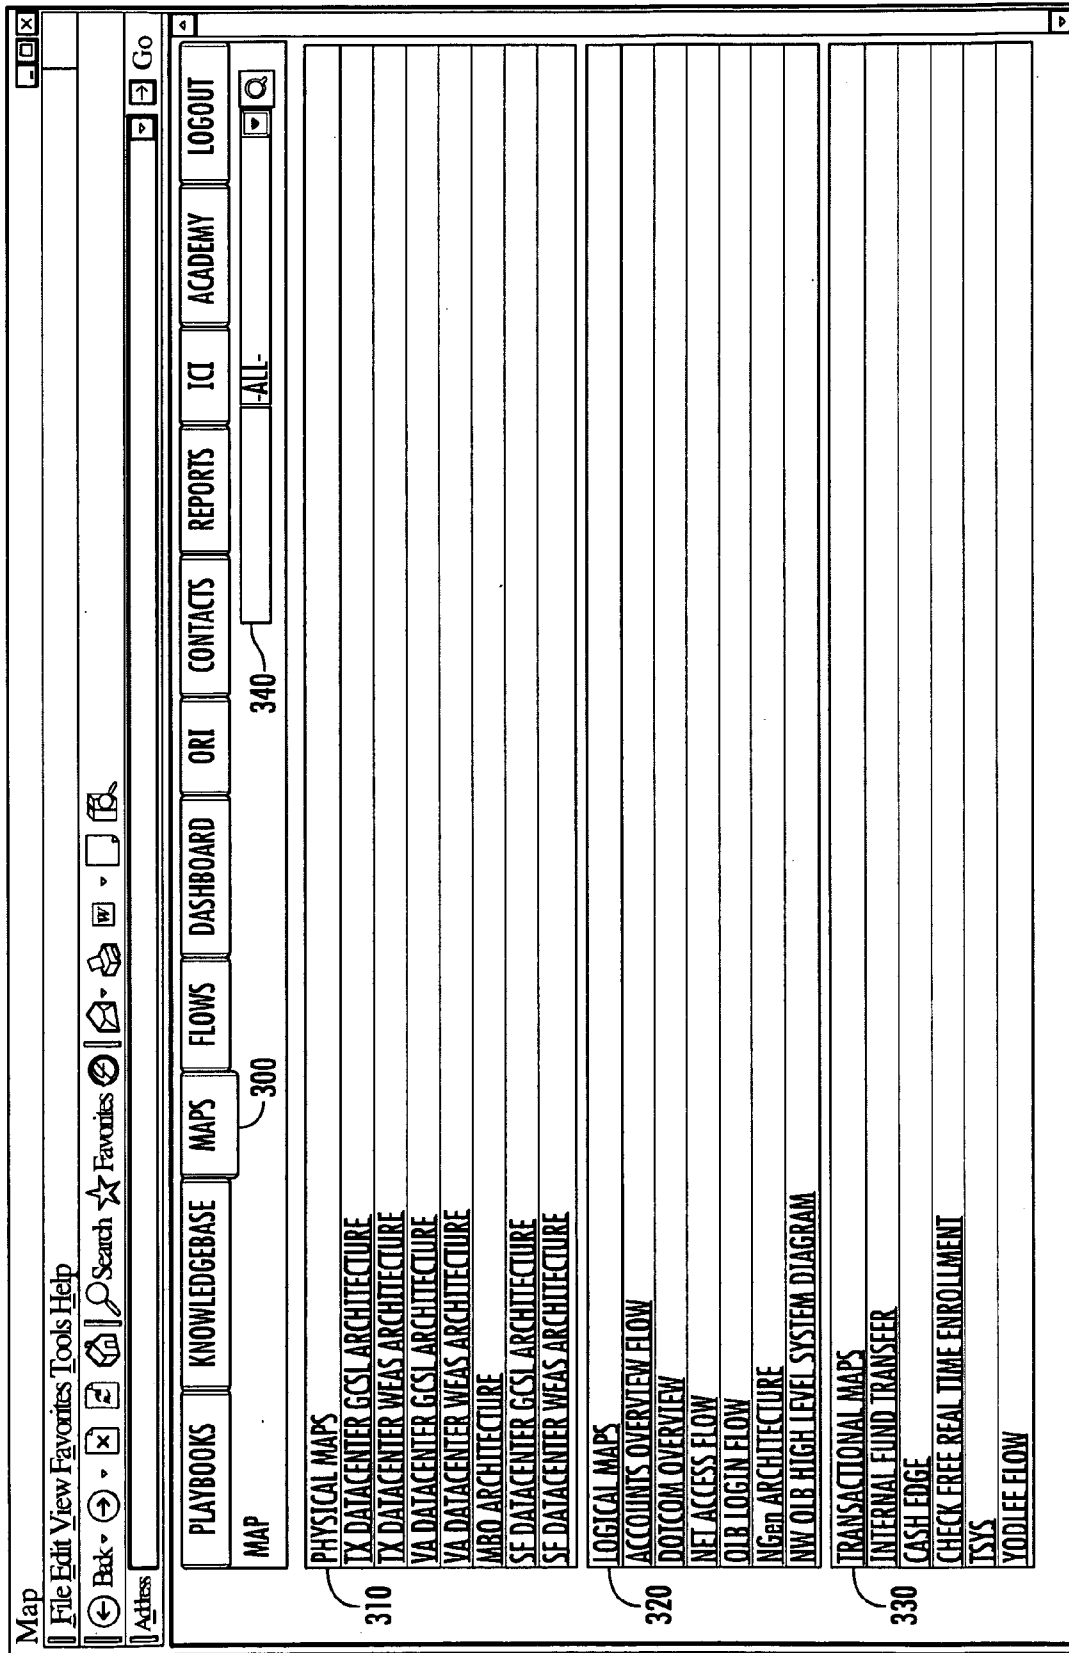 Map
File Edit View Favorites Tools Help
Back Search Favorites W
Address Go
PLAYBOOKS KNOWLEDGEBASE MAPS FLOWS DASHBOARD ORI CONTACTS REPORTS ICI ACADEMY LOGOUT
MAP 300 340 -ALL-
310
PHYSICAL MAPS
TX DATACENTER GCSL ARCHITECTURE
TX DATACENTER WEAS ARCHITECTURE
VA DATACENTER GCSL ARCHITECTURE
VA DATACENTER WEAS ARCHITECTURE
MBO ARCHITECTURE
SF DATACENTER GCSL ARCHITECTURE
SF DATACENTER WEAS ARCHITECTURE
320
LOGICAL MAPS
ACCOUNTS OVERVIEW FLOW
DOTCOM OVERVIEW
NET ACCESS FLOW
OLB LOGIN FLOW
NGen ARCHITECTURE
NW OLB HIGH LEVEL SYSTEM DIAGRAM
330
TRANSACTIONAL MAPS
INTERNAL FUND TRANSFER
CASH EDGE
CHECK FREE REAL TIME ENROLLMENT
TSYS
YODLEE FLOW